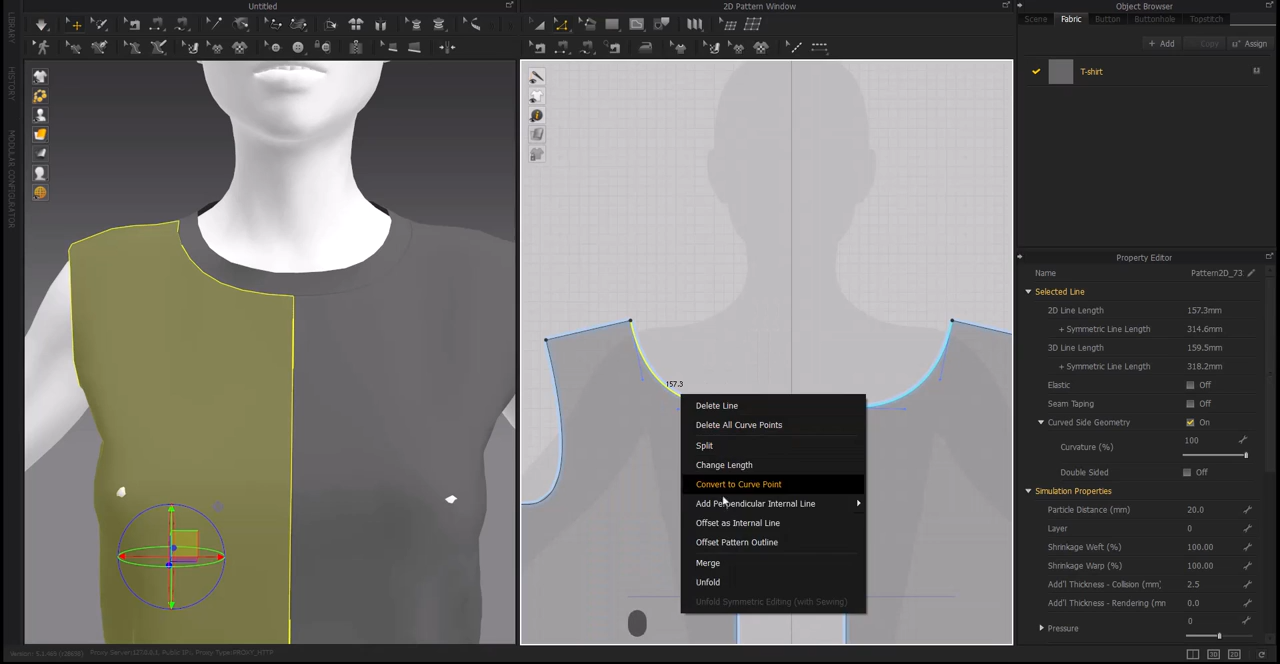 Untitled
2D Pattern Window
Object Browser
Scene
Fabric
Button
Buttonhole
Topstitch
+ Add
Copy
Assign
T-shirt
LIBRARY
HISTORY
MODULAR CONFIGURATOR
157.3
Delete Line
Delete All Curve Points
Split
Change Length
Convert to Curve Point
Add Perpendicular Internal Line
Offset as Internal Line
Offset Pattern Outline
Merge
Unfold
Unfold Symmetric Editing (with Sewing)
Property Editor
Name Pattern2D_73
Selected Line
2D Line Length 157.3mm
+ Symmetric Line Length 314.6mm
3D Line Length 159.5mm
+ Symmetric Line Length 318.2mm
Elastic Off
Seam Taping Off
Curved Side Geometry On
Curvature (%) 100
Double Sided Off
Simulation Properties
Particle Distance (mm) 20.0
Layer 0
Shrinkage Weft (%) 100.00
Shrinkage Warp (%) 100.00
Add'l Thickness - Collision (mm) 2.5
Add'l Thickness - Rendering (mm 0.0
Pressure 0
3D
2D